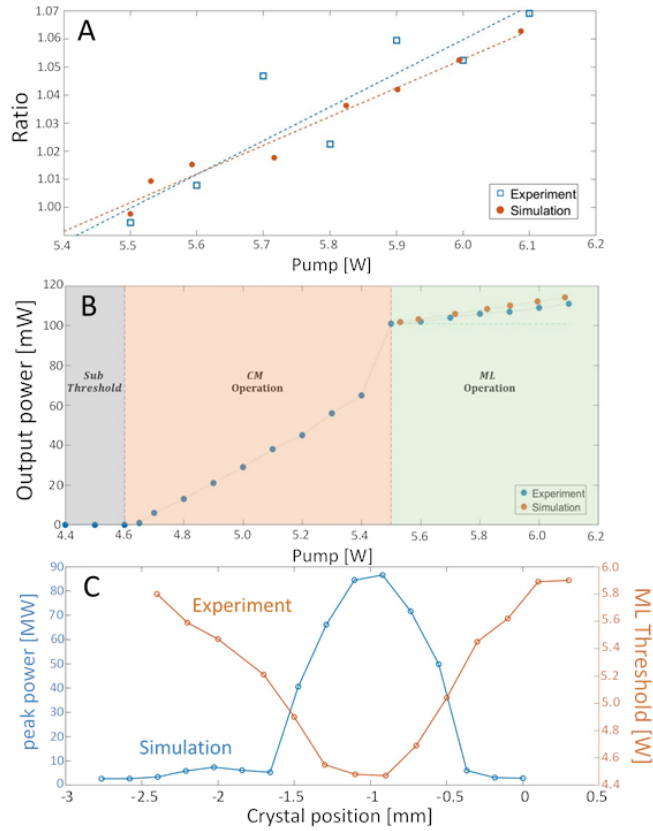 A
1.07
1.06
1.05
1.04
1.03
1.02
1.01
1.00
Ratio
Experiment
Simulation
5.4 5.5 5.6 5.7 5.8 5.9 6.0 6.1 6.2
Pump [W]
B
120
100
80
60
40
20
0
Output power [mW]
Sub
Threshold
CM
Operation
ML
Operation
Experiment
Simulation
4.4 4.6 4.8 5.0 5.2 5.4 5.6 5.8 6.0 6.2
Pump [W]
C
90
80
70
60
50
40
30
20
10
0
peak power [MW]
Experiment
Simulation
6.0
5.8
5.6
5.4
5.2
5.0
4.8
4.6
4.4
ML Threshold
[W]
-3 -2.5 -2 -1.5 -1 -0.5 0 0.5
Crystal position [mm]